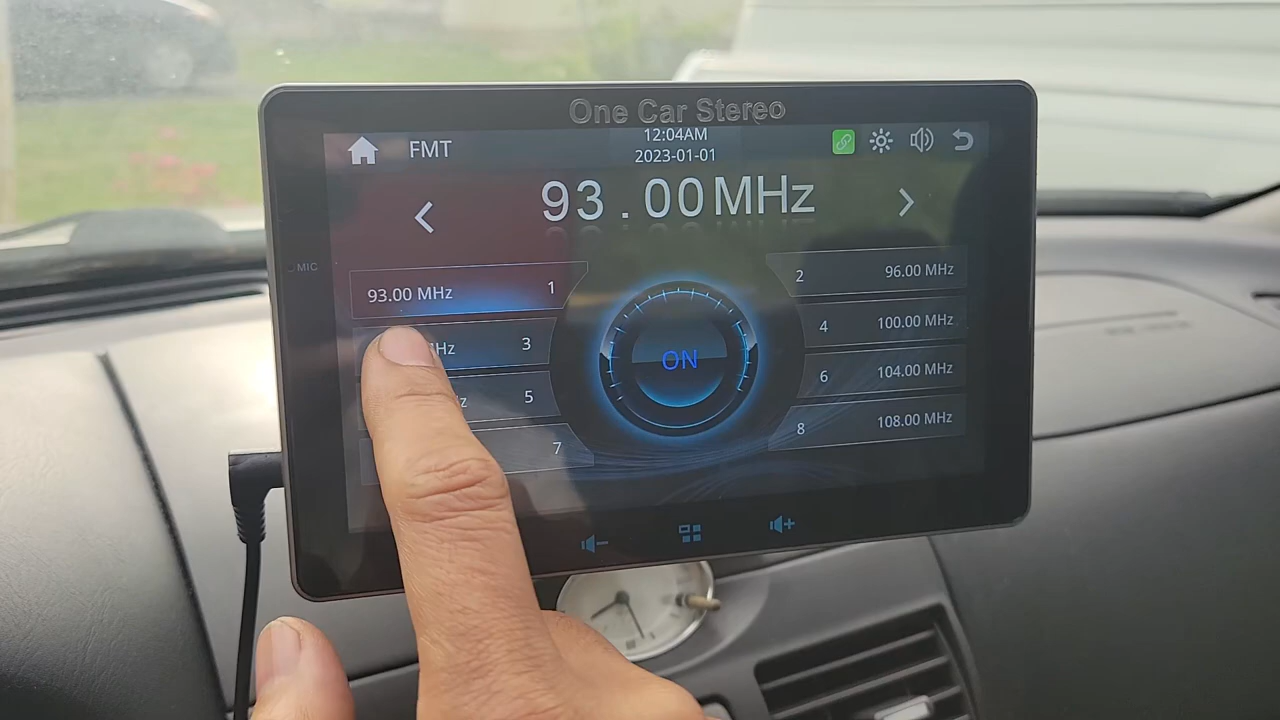 One Car Stereo
12:04AM
FMT
2023-01-01
93.00MHz
MIC
93.00 MHz 1
2 96.00 MHz
Hz 3
4 100.00 MHz
z 5
6 104.00 MHz
7
8 108.00 MHz
ON